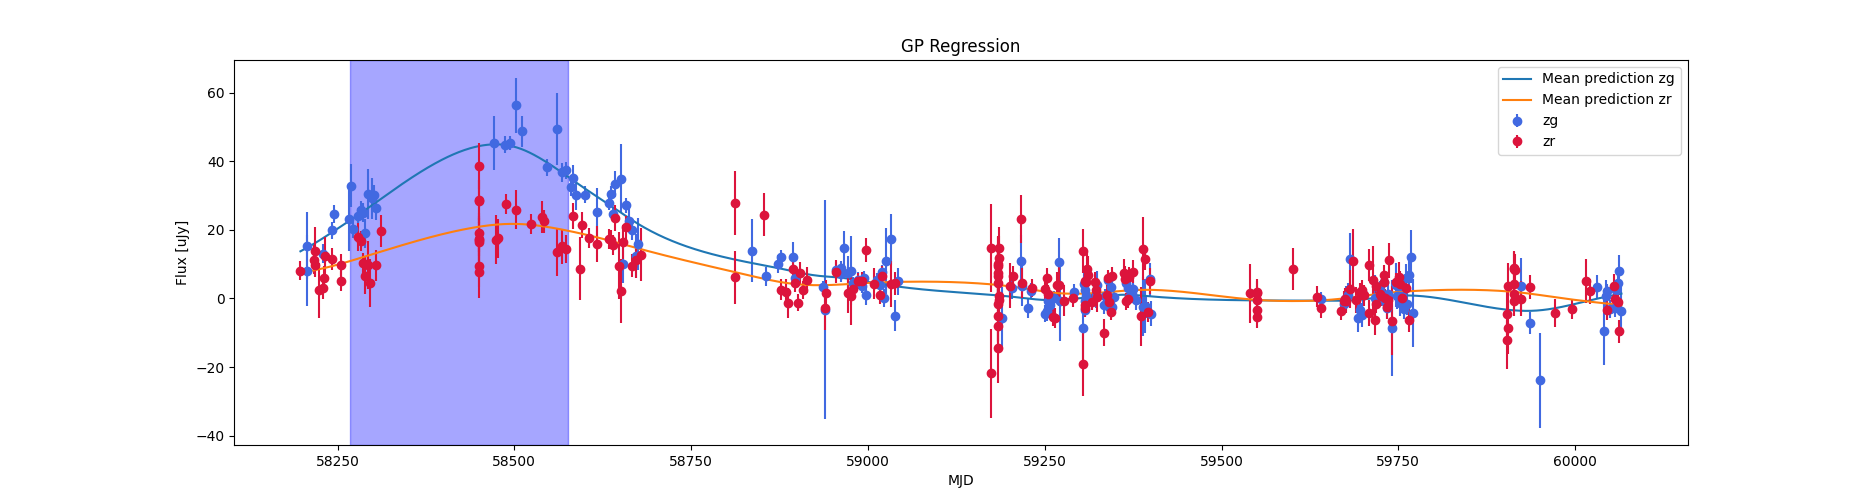 GP Regression
Mean prediction zg
Mean prediction zr
zg
zr
Flux [uJy]
60
40
20
0
−20
−40
58250 58500 58750 59000 59250 59500 59750 60000
MJD